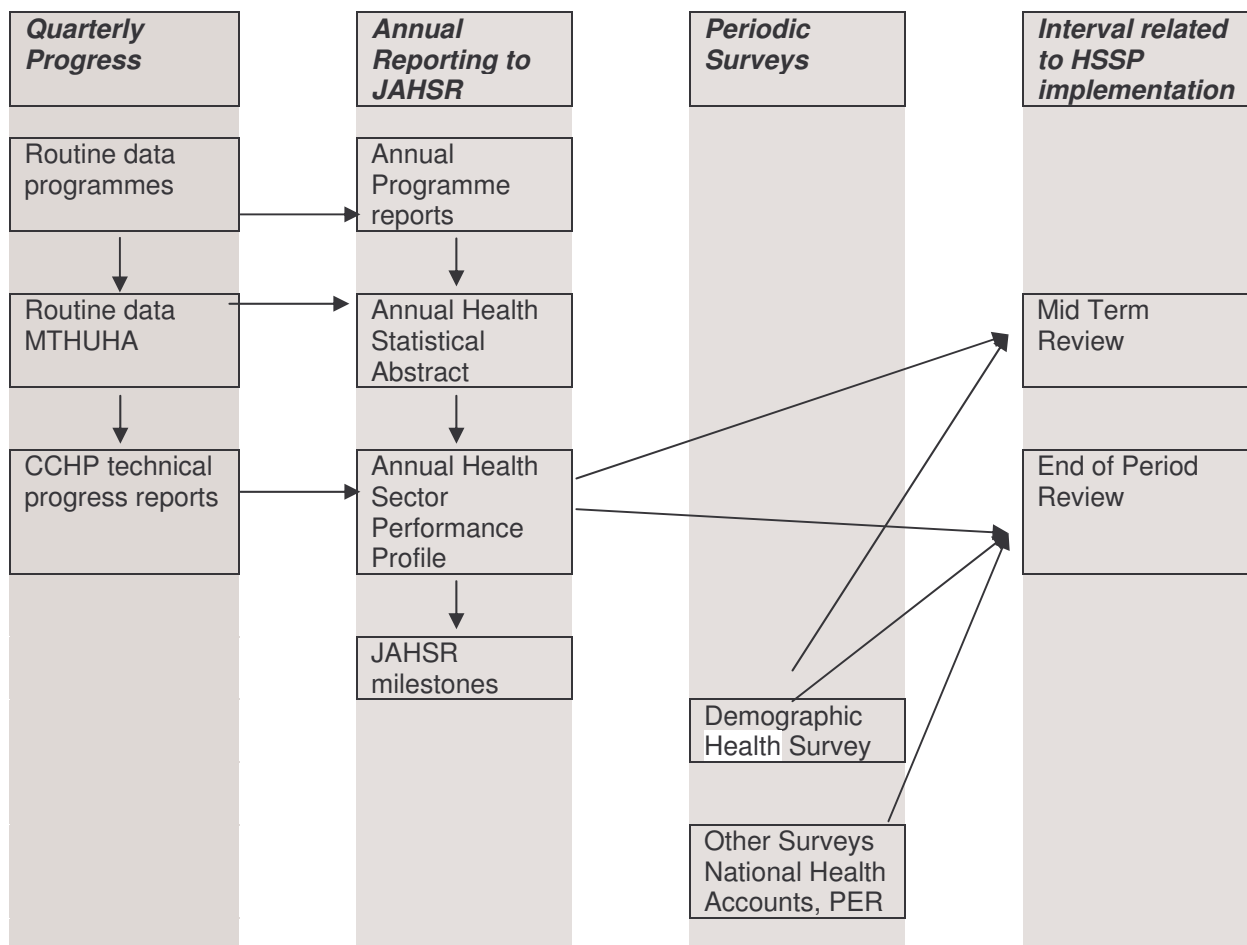 Quarterly
Progress
Annual
Reporting to
JAHSR
Periodic
Surveys
Interval related
to HSSP
implementation
Routine data
programmes
Annual
Programme
reports
Routine data
MTHUHA
Annual Health
Statistical
Abstract
Mid Term
Review
CCHP technical
progress reports
Annual Health
Sector
Performance
Profile
End of Period
Review
JAHSR
milestones
Demographic
Health Survey
Other Surveys
National Health
Accounts, PER